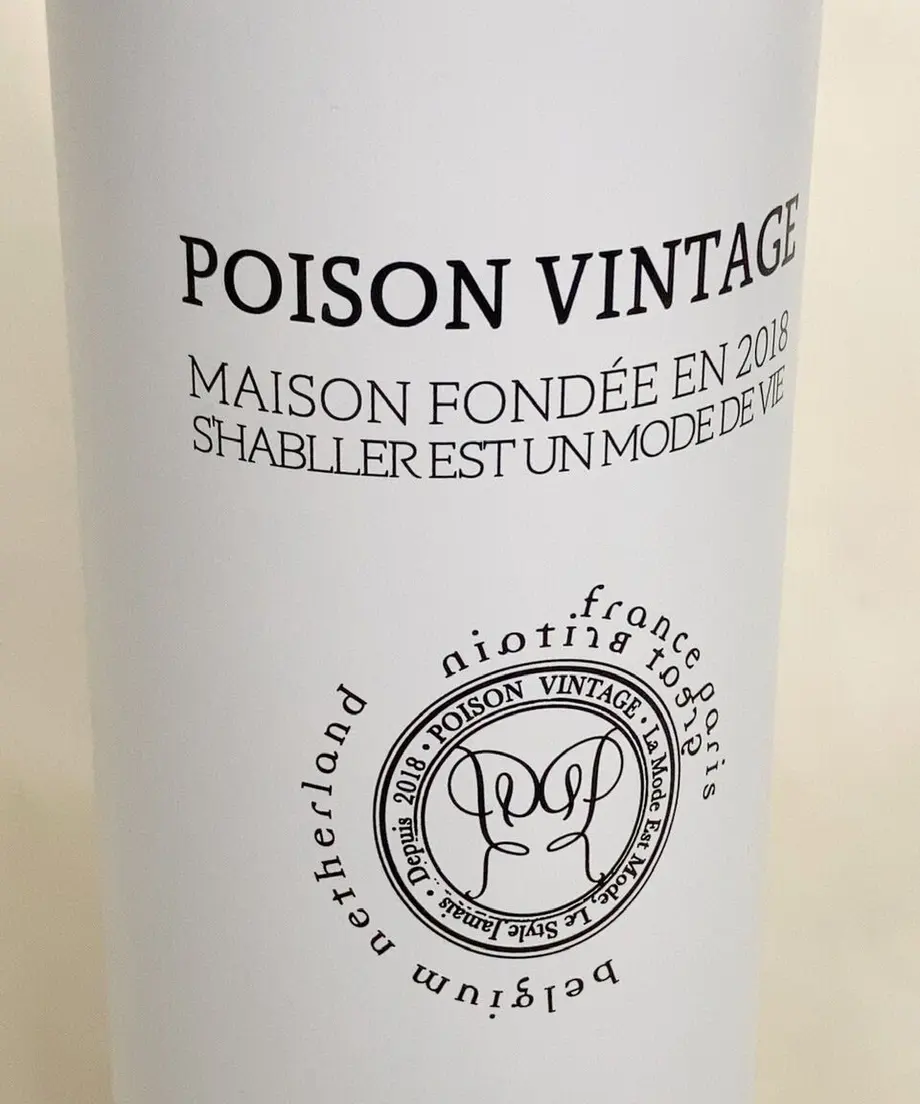 POISON VINTAGE
MAISON FONDÉE EN 2018
S'HABLLER EST UN MODE DE VIE
france paris
great britain
netherland
belgium
Depuis 2018 • POISON VINTAGE • La Mode Est Mode, Le Style Jamais •